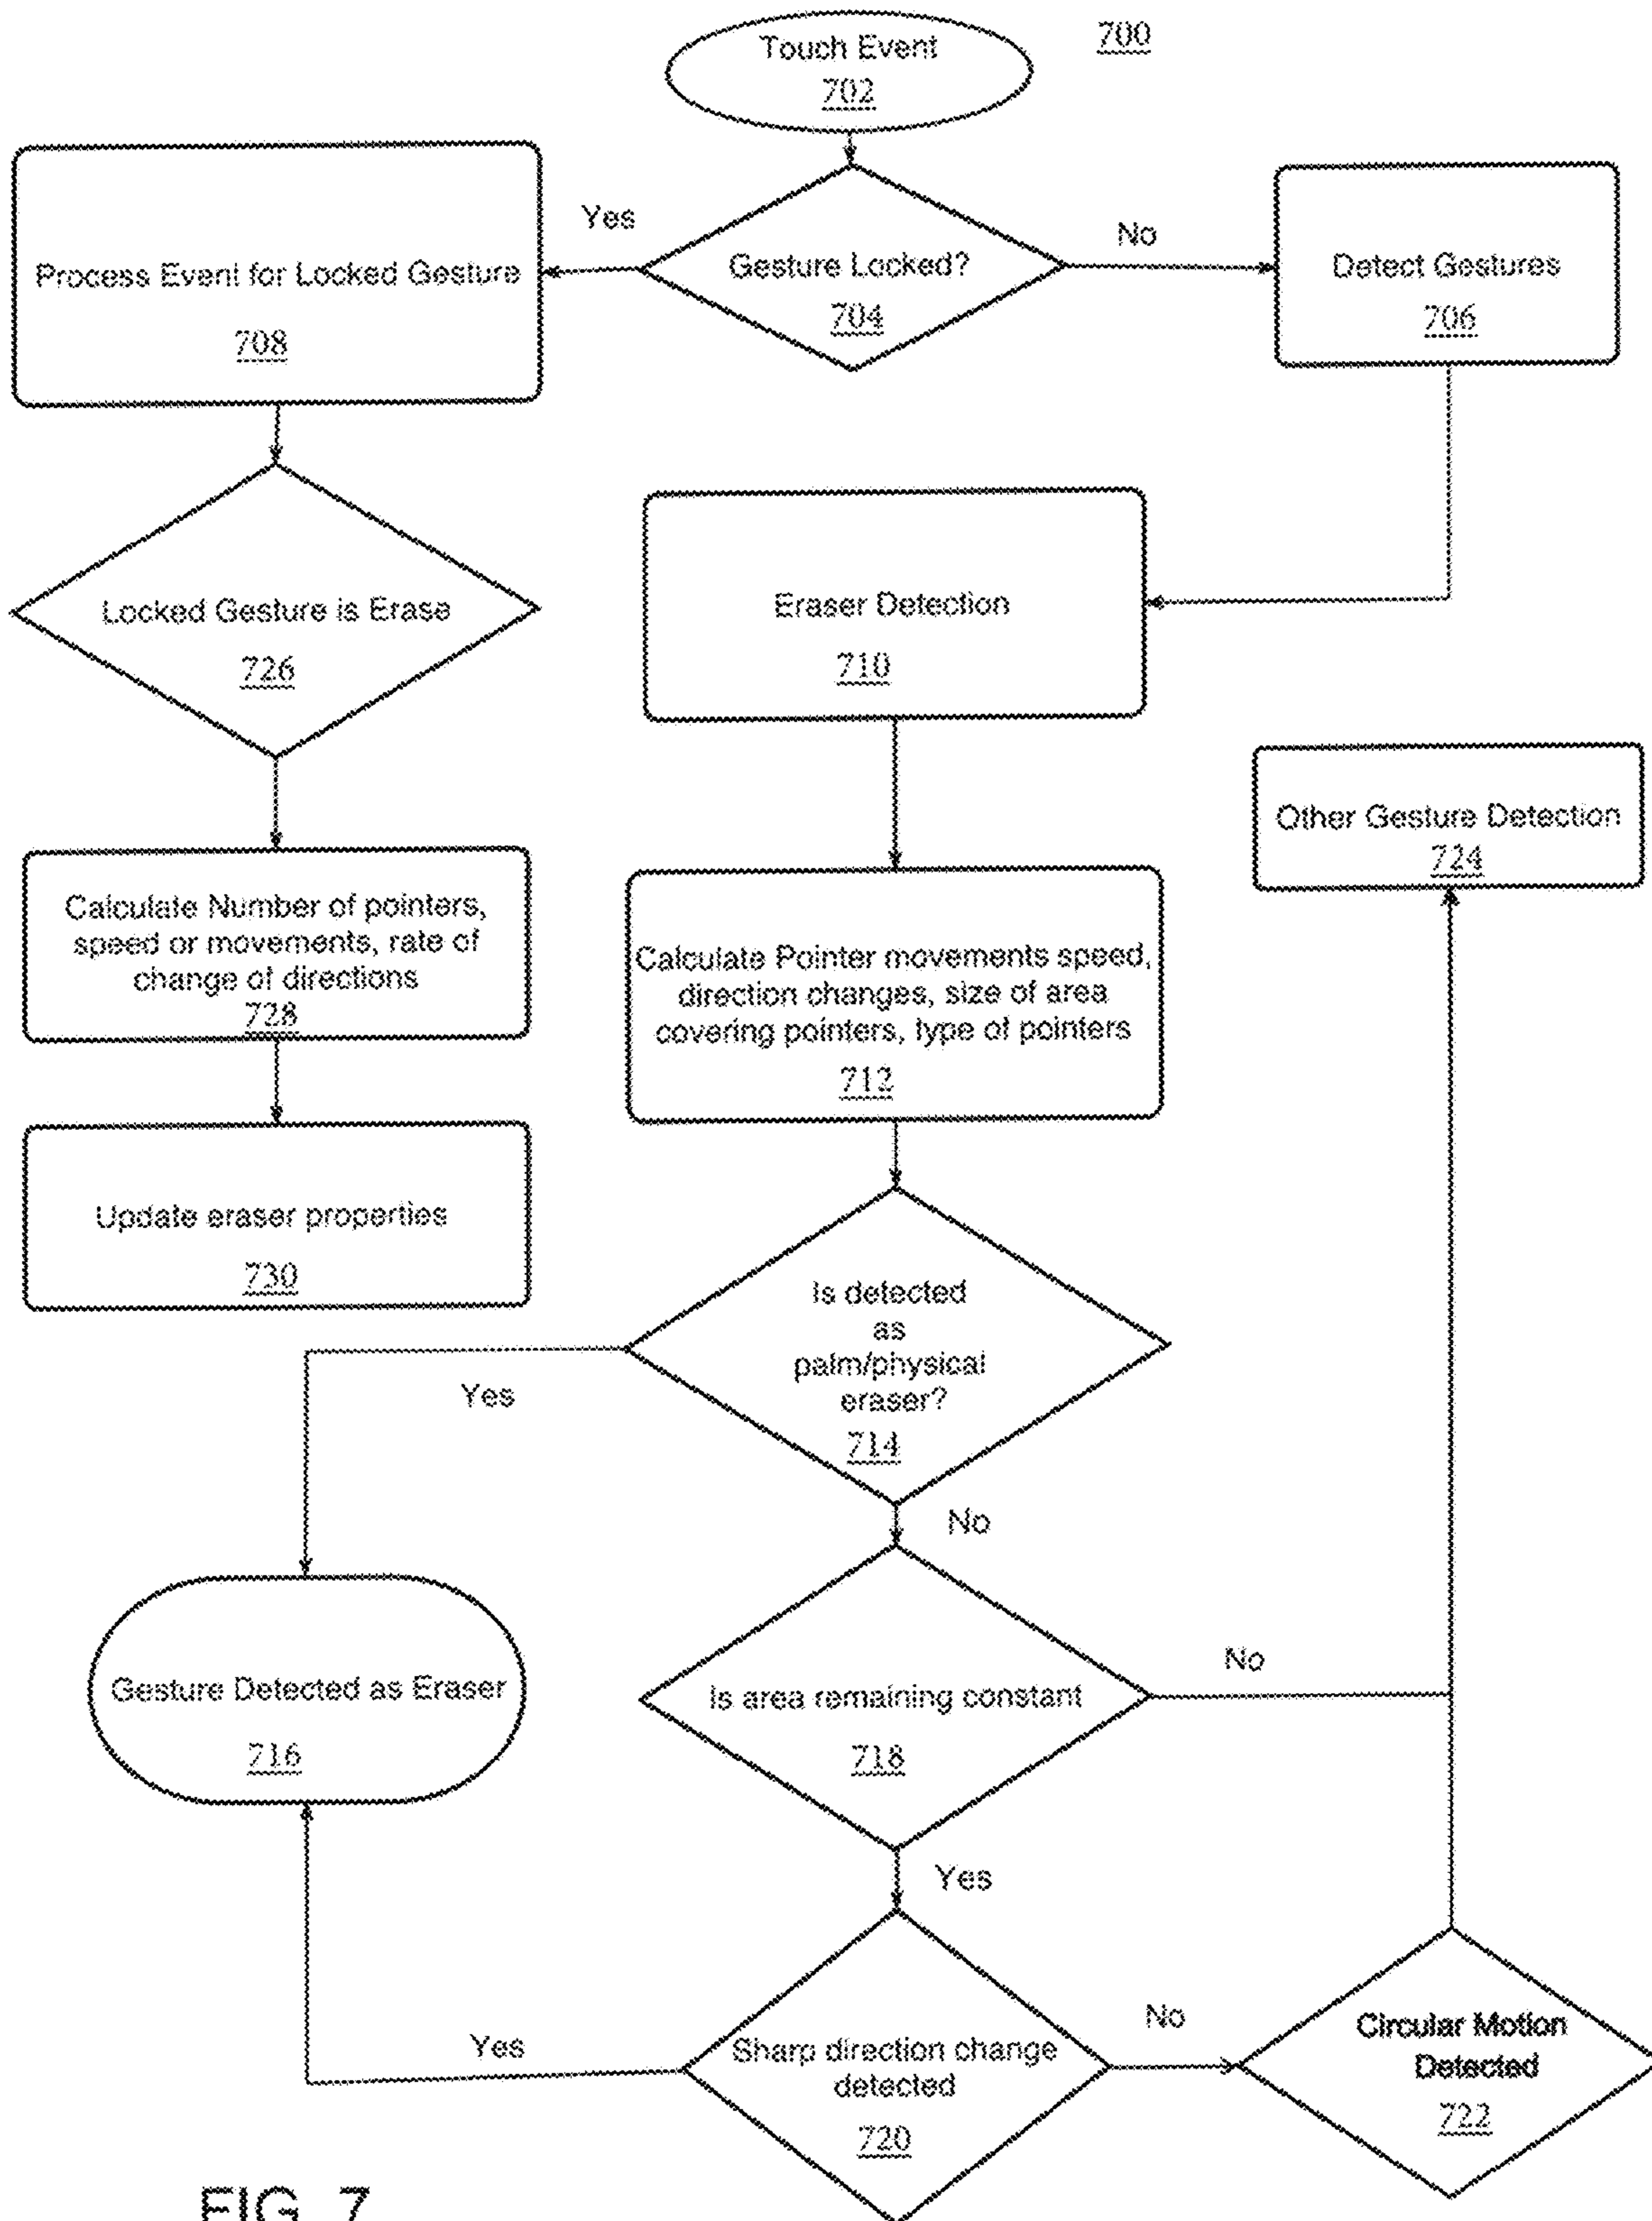 Touch Event
702
700
Yes
No
Process Event for Locked Gesture
708
Gesture Locked?
704
Detect Gestures
706
Locked Gesture is Erase
726
Eraser Detection
710
Other Gesture Detection
724
Calculate Number of pointers,
speed or movements, rate of
change of directions
728
Calculate Pointer movements speed,
direction changes, size of area
covering pointers, type of pointers
712
Update eraser properties
730
Is detected
as
palm/physical
eraser?
714
Yes
No
Gesture Detected as Eraser
716
Is area remaining constant
718
No
Yes
Sharp direction change
detected
720
Yes
No
Circular Motion
Detected
722
FIG. 7